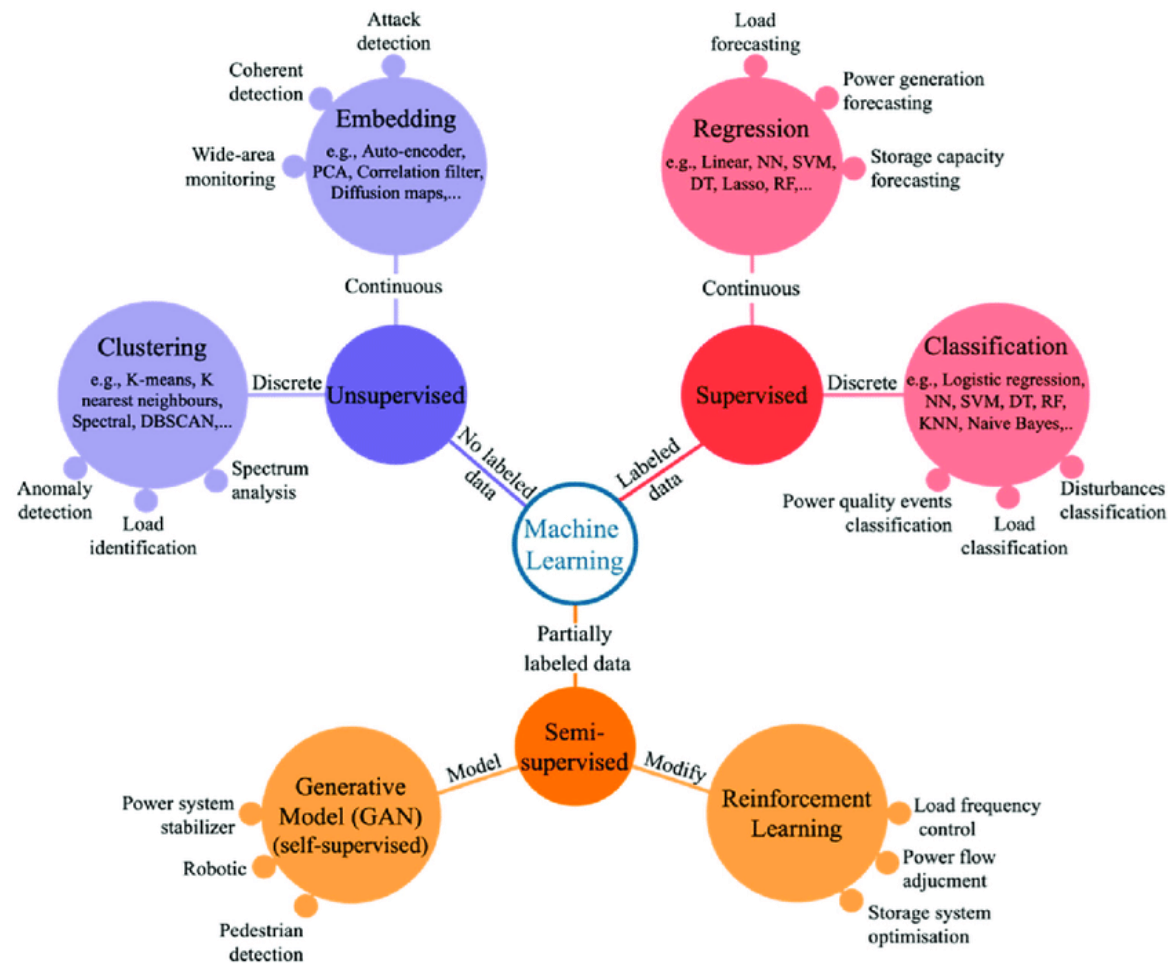 Attack
detection
Coherent
detection
Wide-area
monitoring
Embedding
e.g., Auto-encoder,
PCA, Correlation filter,
Diffusion maps,...
Continuous
Clustering
e.g., K-means, K
nearest neighbours,
Spectral, DBSCAN,...
Discrete
Unsupervised
Anomaly
detection
Load
identification
Spectrum
analysis
No labeled
data
Load
forecasting
Power generation
forecasting
Storage capacity
forecasting
Regression
e.g., Linear, NN, SVM,
DT, Lasso, RF,...
Continuous
Supervised
Discrete
Classification
e.g., Logistic regression,
NN, SVM, DT, RF,
KNN, Naive Bayes,..
Power quality events
classification
Load
classification
Disturbances
classification
Labeled
data
Machine
Learning
Partially
labeled data
Semi-
supervised
Model
Generative
Model (GAN)
(self-supervised)
Power system
stabilizer
Robotic
Pedestrian
detection
Modify
Reinforcement
Learning
Load frequency
control
Power flow
adjucment
Storage system
optimisation